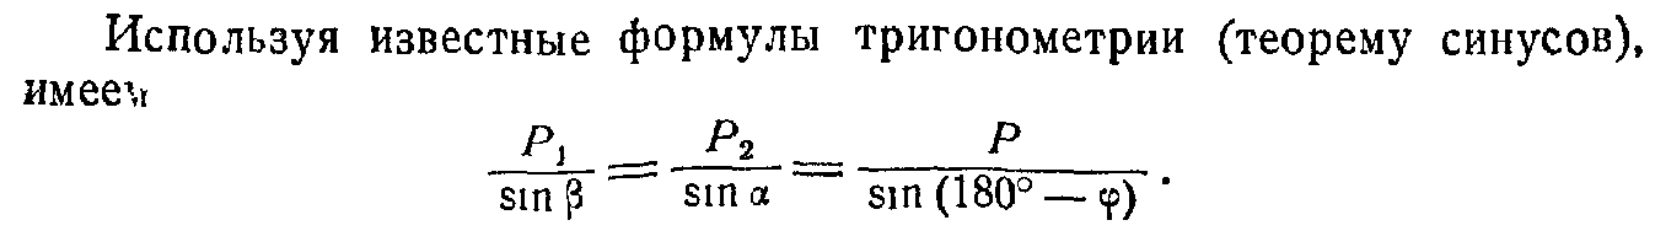 Используя известные формулы тригонометрии (теорему синусов),
имеем
P₁/sin β = P₂/sin α = P/sin (180° — φ).